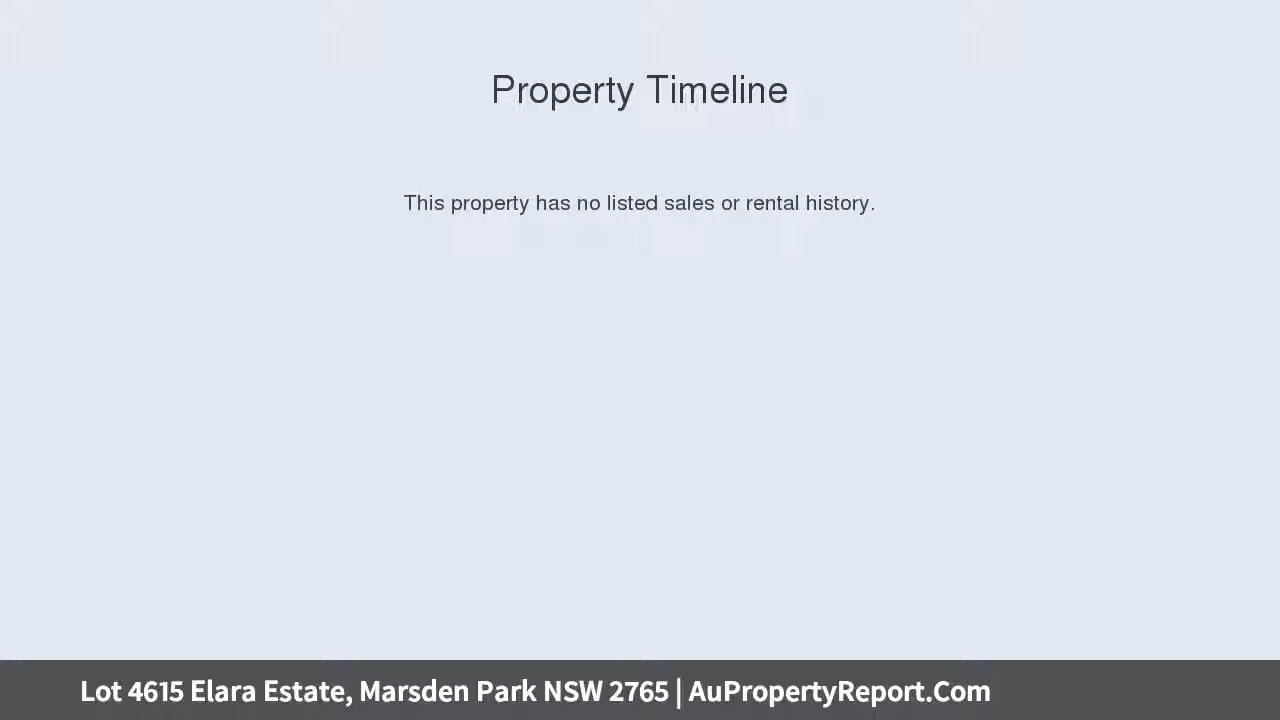 Property Timeline
This property has no listed sales or rental history.
Lot 4615 Elara Estate, Marsden Park NSW 2765 | AuPropertyReport.Com